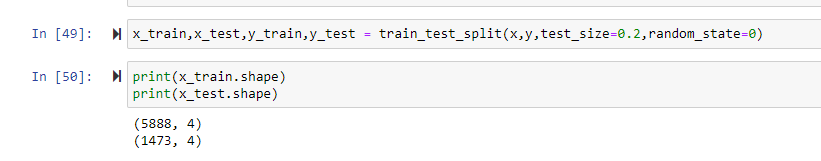 In [49]: x_train,x_test,y_train,y_test = train_test_split(x,y,test_size=0.2,random_state=0)
In [50]: print(x_train.shape)
print(x_test.shape)
(5888, 4)
(1473, 4)